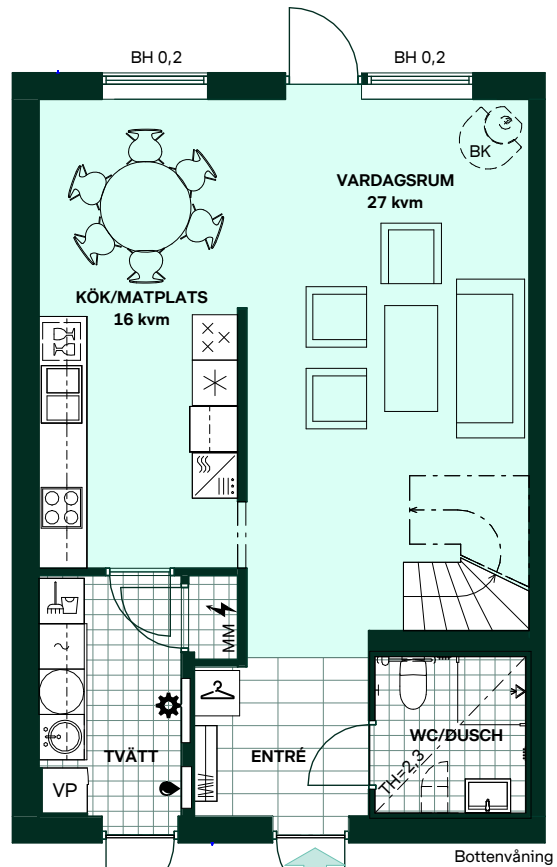 BH 0,2
BH 0,2
BK
VARDAGSRUM
27 kvm
KÖK/MATPLATS
16 kvm
MM
WC/DUSCH
TVÄTT
ENTRÉ
TH=2,3
VP
Bottenvåning